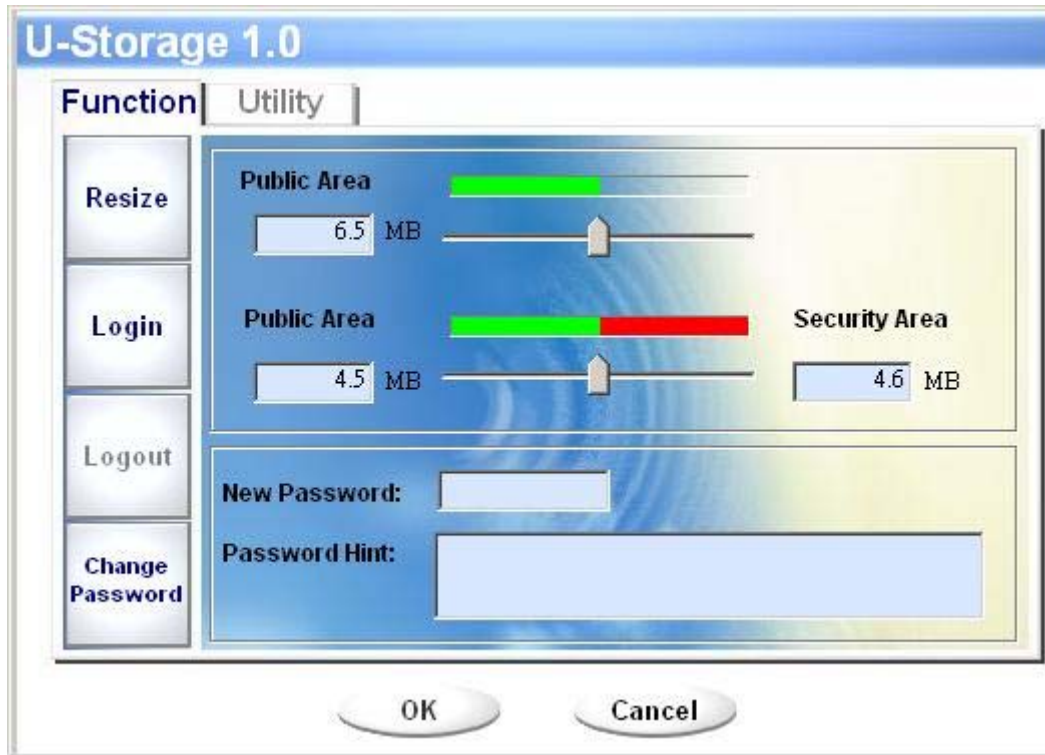 U-Storage 1.0
Function Utility
Resize
Public Area
6.5 MB
Login
Public Area Security Area
4.5 MB 4.6 MB
Logout
New Password:
Change
Password
Password Hint:
OK Cancel